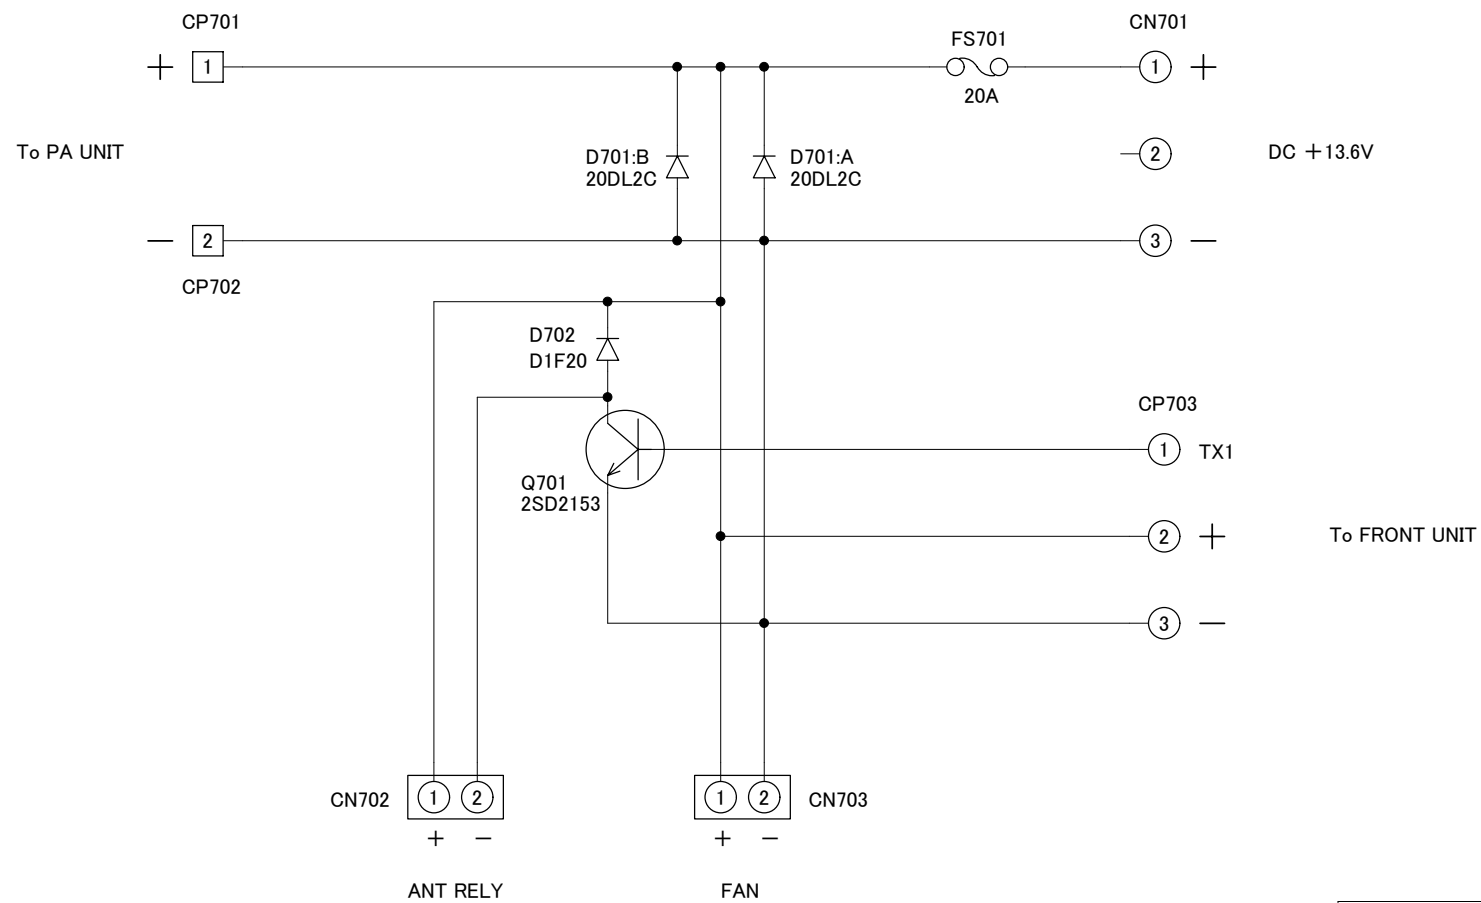 CP701
CN701
FS701
+ 1
1 +
20A
To PA UNIT
D701:B
20DL2C
D701:A
20DL2C
2
DC +13.6V
— 2
3 —
CP702
D702
D1F20
CP703
1 TX1
Q701
2SD2153
2 +
To FRONT UNIT
3 —
CN702
1 2
1 2
CN703
+ —
+ —
ANT RELY
FAN